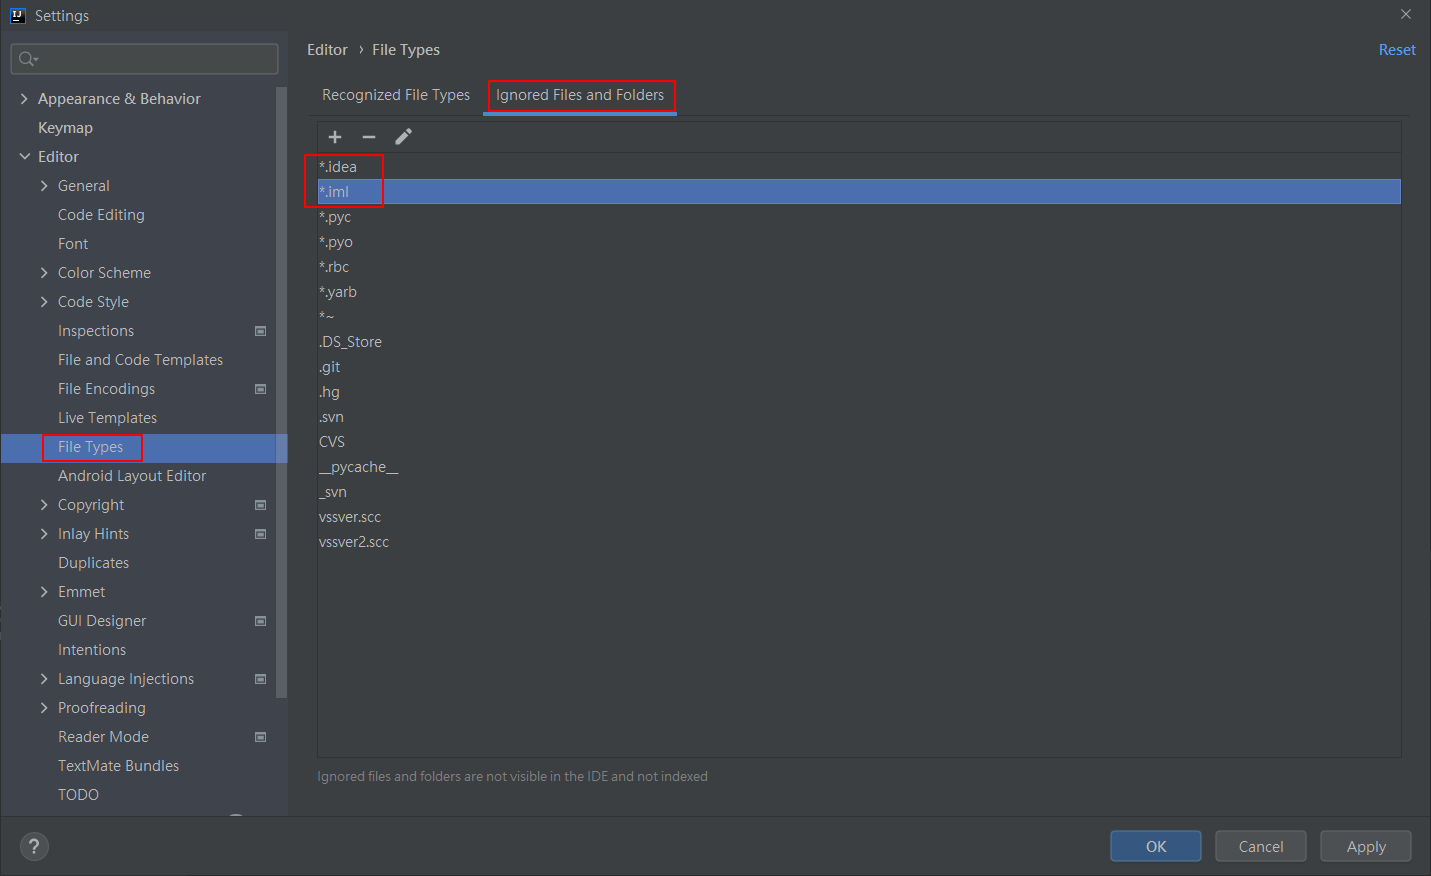 Settings
Editor › File Types
Reset
Appearance & Behavior
Keymap
Editor
General
Code Editing
Font
Color Scheme
Code Style
Inspections
File and Code Templates
File Encodings
Live Templates
File Types
Android Layout Editor
Copyright
Inlay Hints
Duplicates
Emmet
GUI Designer
Intentions
Language Injections
Proofreading
Reader Mode
TextMate Bundles
TODO
Recognized File Types
Ignored Files and Folders
*.idea
*.iml
*.pyc
*.pyo
*.rbc
*.yarb
*~
.DS_Store
.git
.hg
.svn
CVS
__pycache__
_svn
vssver.scc
vssver2.scc
Ignored files and folders are not visible in the IDE and not indexed
?
OK
Cancel
Apply